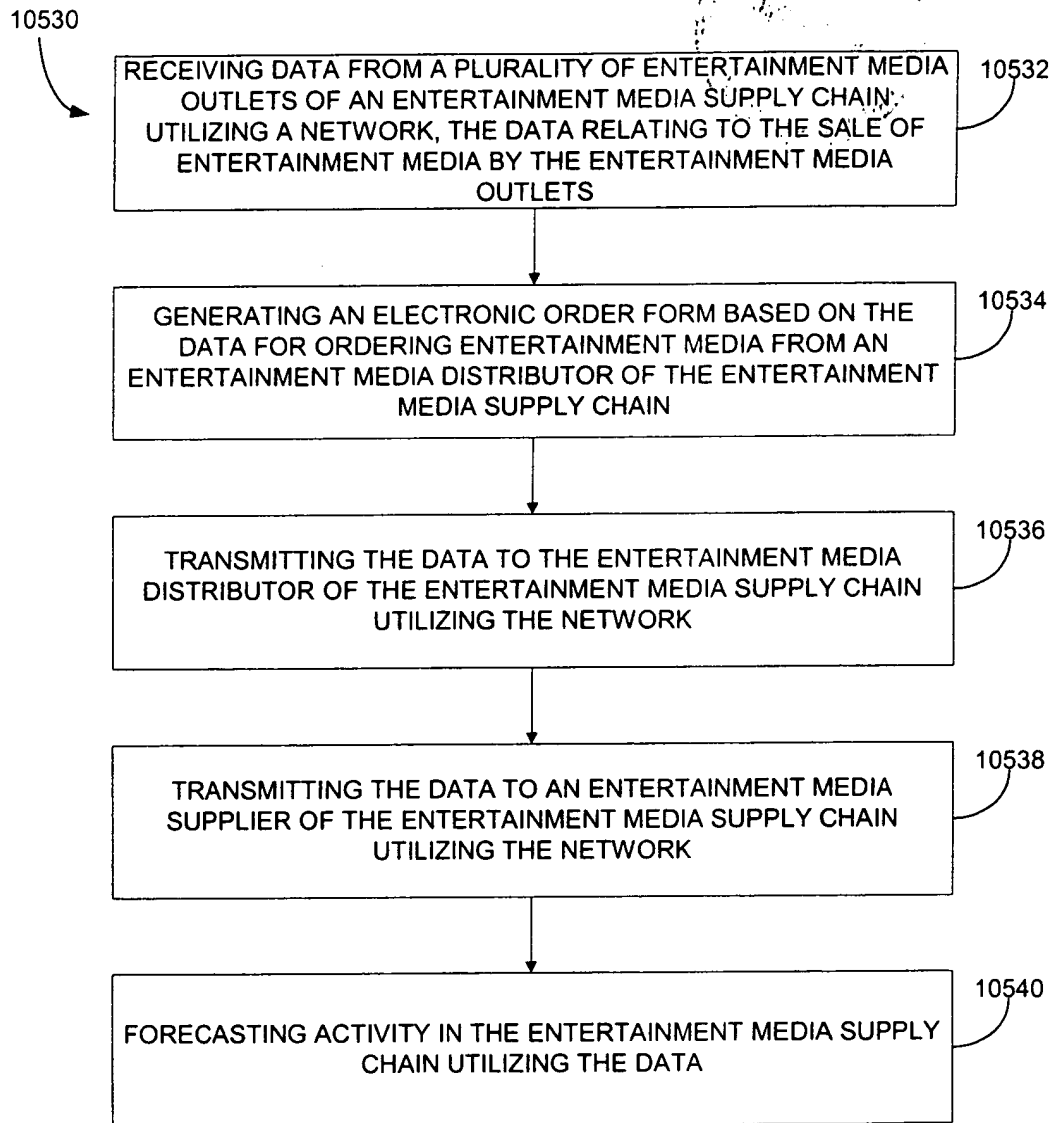 10530
RECEIVING DATA FROM A PLURALITY OF ENTERTAINMENT MEDIA
OUTLETS OF AN ENTERTAINMENT MEDIA SUPPLY CHAIN
UTILIZING A NETWORK, THE DATA RELATING TO THE SALE OF
ENTERTAINMENT MEDIA BY THE ENTERTAINMENT MEDIA
OUTLETS
10532
GENERATING AN ELECTRONIC ORDER FORM BASED ON THE
DATA FOR ORDERING ENTERTAINMENT MEDIA FROM AN
ENTERTAINMENT MEDIA DISTRIBUTOR OF THE ENTERTAINMENT
MEDIA SUPPLY CHAIN
10534
TRANSMITTING THE DATA TO THE ENTERTAINMENT MEDIA
DISTRIBUTOR OF THE ENTERTAINMENT MEDIA SUPPLY CHAIN
UTILIZING THE NETWORK
10536
TRANSMITTING THE DATA TO AN ENTERTAINMENT MEDIA
SUPPLIER OF THE ENTERTAINMENT MEDIA SUPPLY CHAIN
UTILIZING THE NETWORK
10538
FORECASTING ACTIVITY IN THE ENTERTAINMENT MEDIA SUPPLY
CHAIN UTILIZING THE DATA
10540